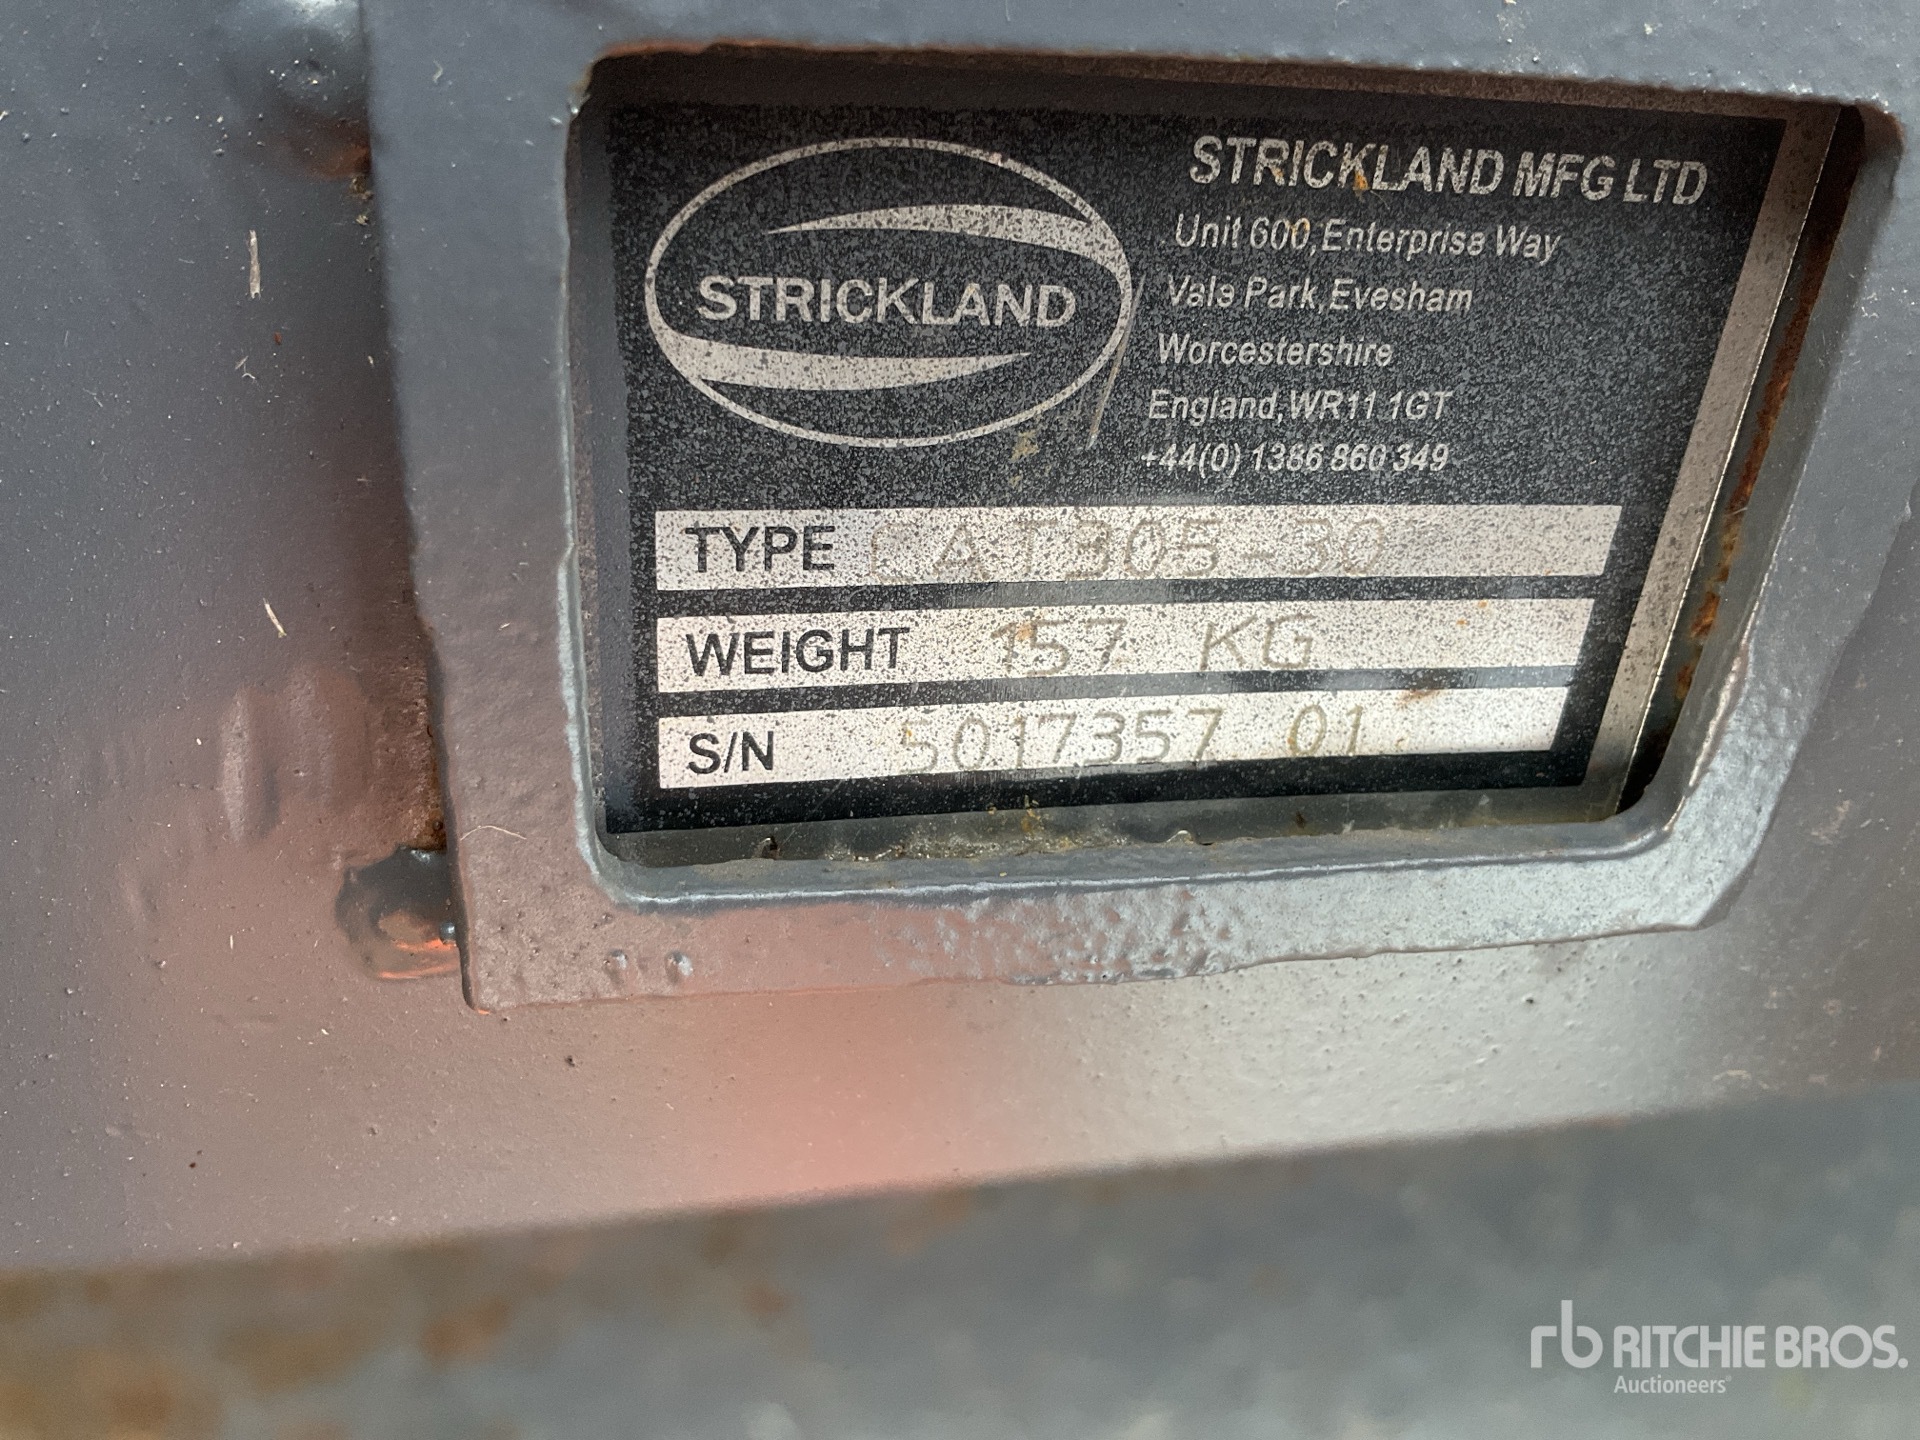 STRICKLAND
STRICKLAND MFG LTD
Unit 600, Enterprise Way
Vale Park, Evesham
Worcestershire
England, WR11 1GT
+44(0) 1386 860 349
TYPE CAT305-30
WEIGHT 157 KG
S/N 5017357 01
rb RITCHIE BROS.
Auctioneers